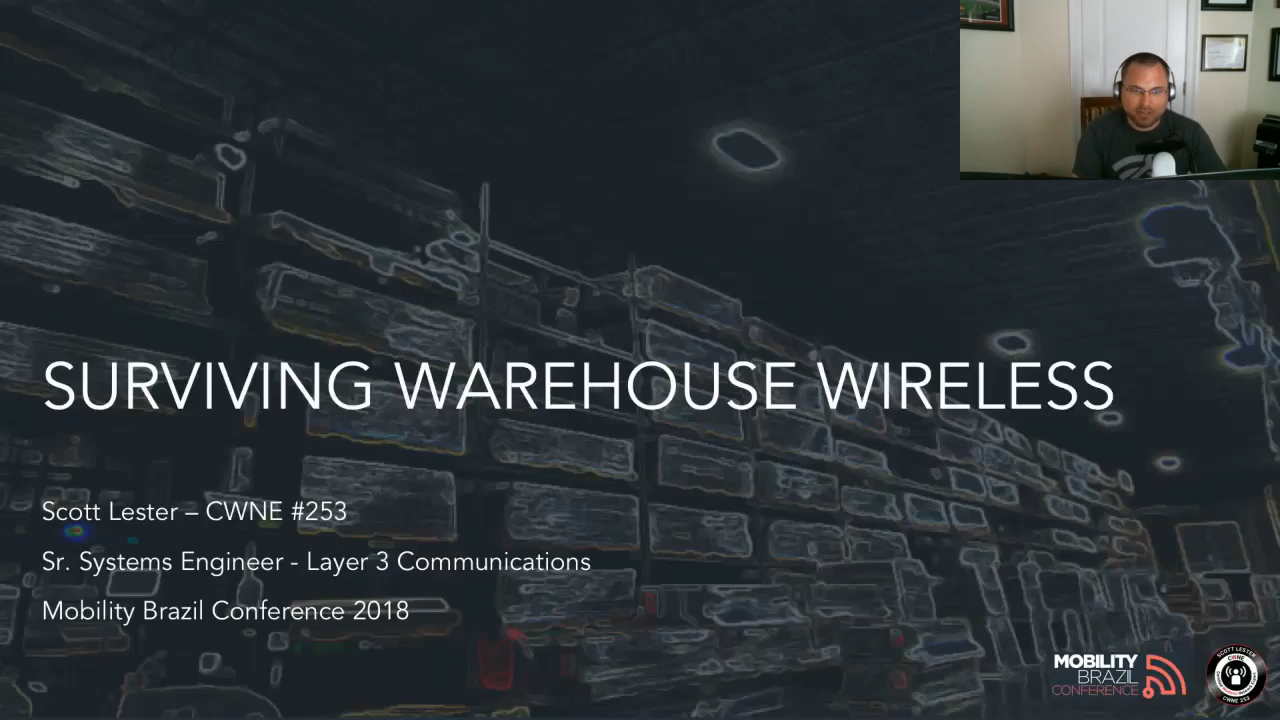 SURVIVING WAREHOUSE WIRELESS
Scott Lester – CWNE #253
Sr. Systems Engineer - Layer 3 Communications
Mobility Brazil Conference 2018
MOBILITY
BRAZIL
CONFERENCE
SCOTT LESTER
CWNE
CWNE 253